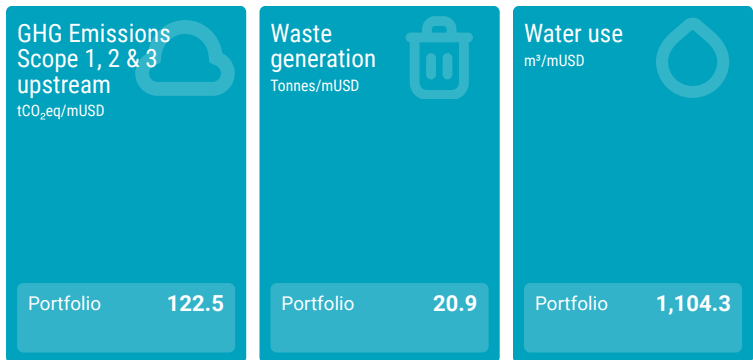 GHG Emissions
Scope 1, 2 & 3
upstream
tCO₂eq/mUSD
Portfolio 122.5
Waste
generation
Tonnes/mUSD
Portfolio 20.9
Water use
m³/mUSD
Portfolio 1,104.3